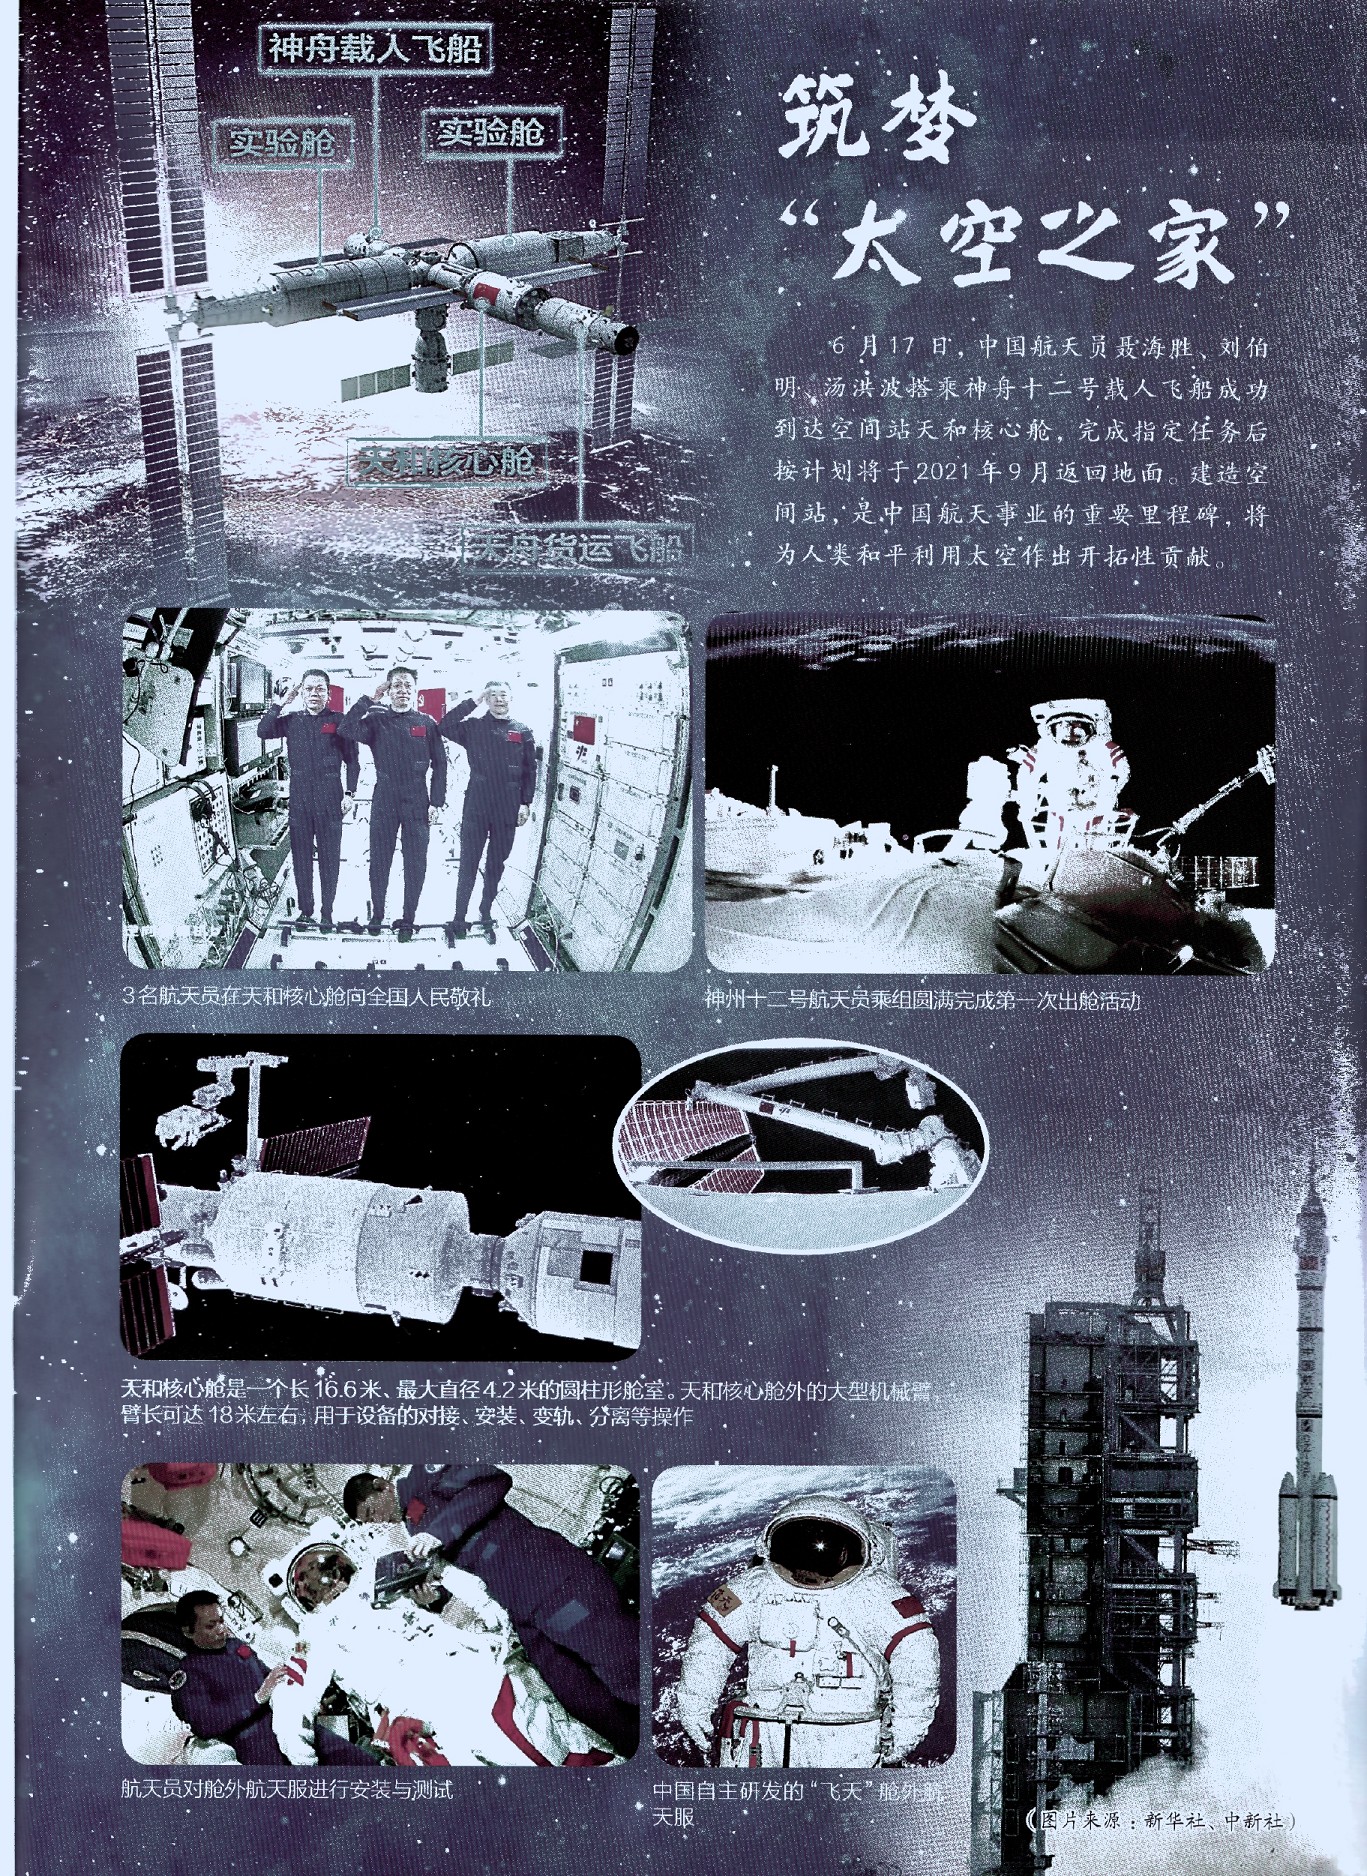 神舟载人飞船
实验舱
实验舱
天和核心舱
天舟货运飞船
筑梦
“太空之家”
6月17日，中国航天员聂海胜、刘伯
明、汤洪波搭乘神舟十二号载人飞船成功
到达空间站天和核心舱，完成指定任务后
按计划将于2021年9月返回地面。建造空
间站，是中国航天事业的重要里程碑，将
为人类和平利用太空作出开拓性贡献。
3名航天员在天和核心舱向全国人民敬礼
神州十二号航天员乘组圆满完成第一次出舱活动
天和核心舱是一个长16.6米、最大直径4.2米的圆柱形舱室。天和核心舱外的大型机械臂，
臂长可达18米左右，用于设备的对接、安装、变轨、分离等操作
航天员对舱外航天服进行安装与测试
中国自主研发的“飞天”舱外航
天服
中国航天
（图片来源：新华社、中新社）